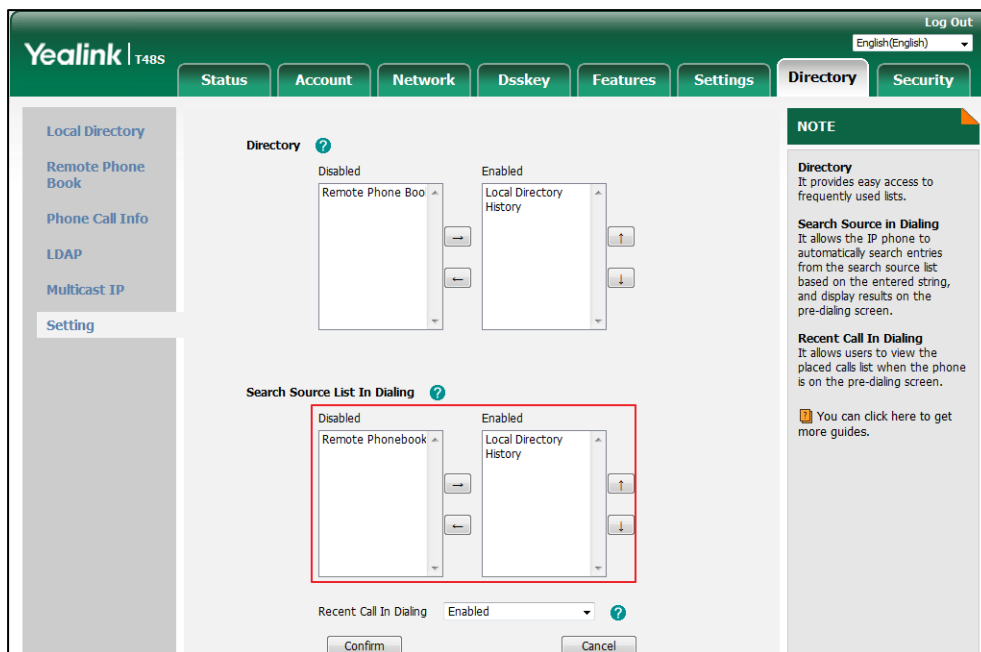 Log Out
English(English)
Yealink T48S
Status Account Network Dsskey Features Settings Directory Security
Local Directory
Remote Phone
Book
Phone Call Info
LDAP
Multicast IP
Setting
Directory ?
Disabled Enabled
Remote Phone Boo Local Directory
History
→ ↑
← ↓
Search Source List In Dialing ?
Disabled Enabled
Remote Phonebook Local Directory
History
→ ↑
← ↓
Recent Call In Dialing Enabled ?
Confirm Cancel
NOTE
Directory
It provides easy access to
frequently used lists.
Search Source in Dialing
It allows the IP phone to
automatically search entries
from the search source list
based on the entered string,
and display results on the
pre-dialing screen.
Recent Call In Dialing
It allows users to view the
placed calls list when the phone
is on the pre-dialing screen.
? You can click here to get
more guides.